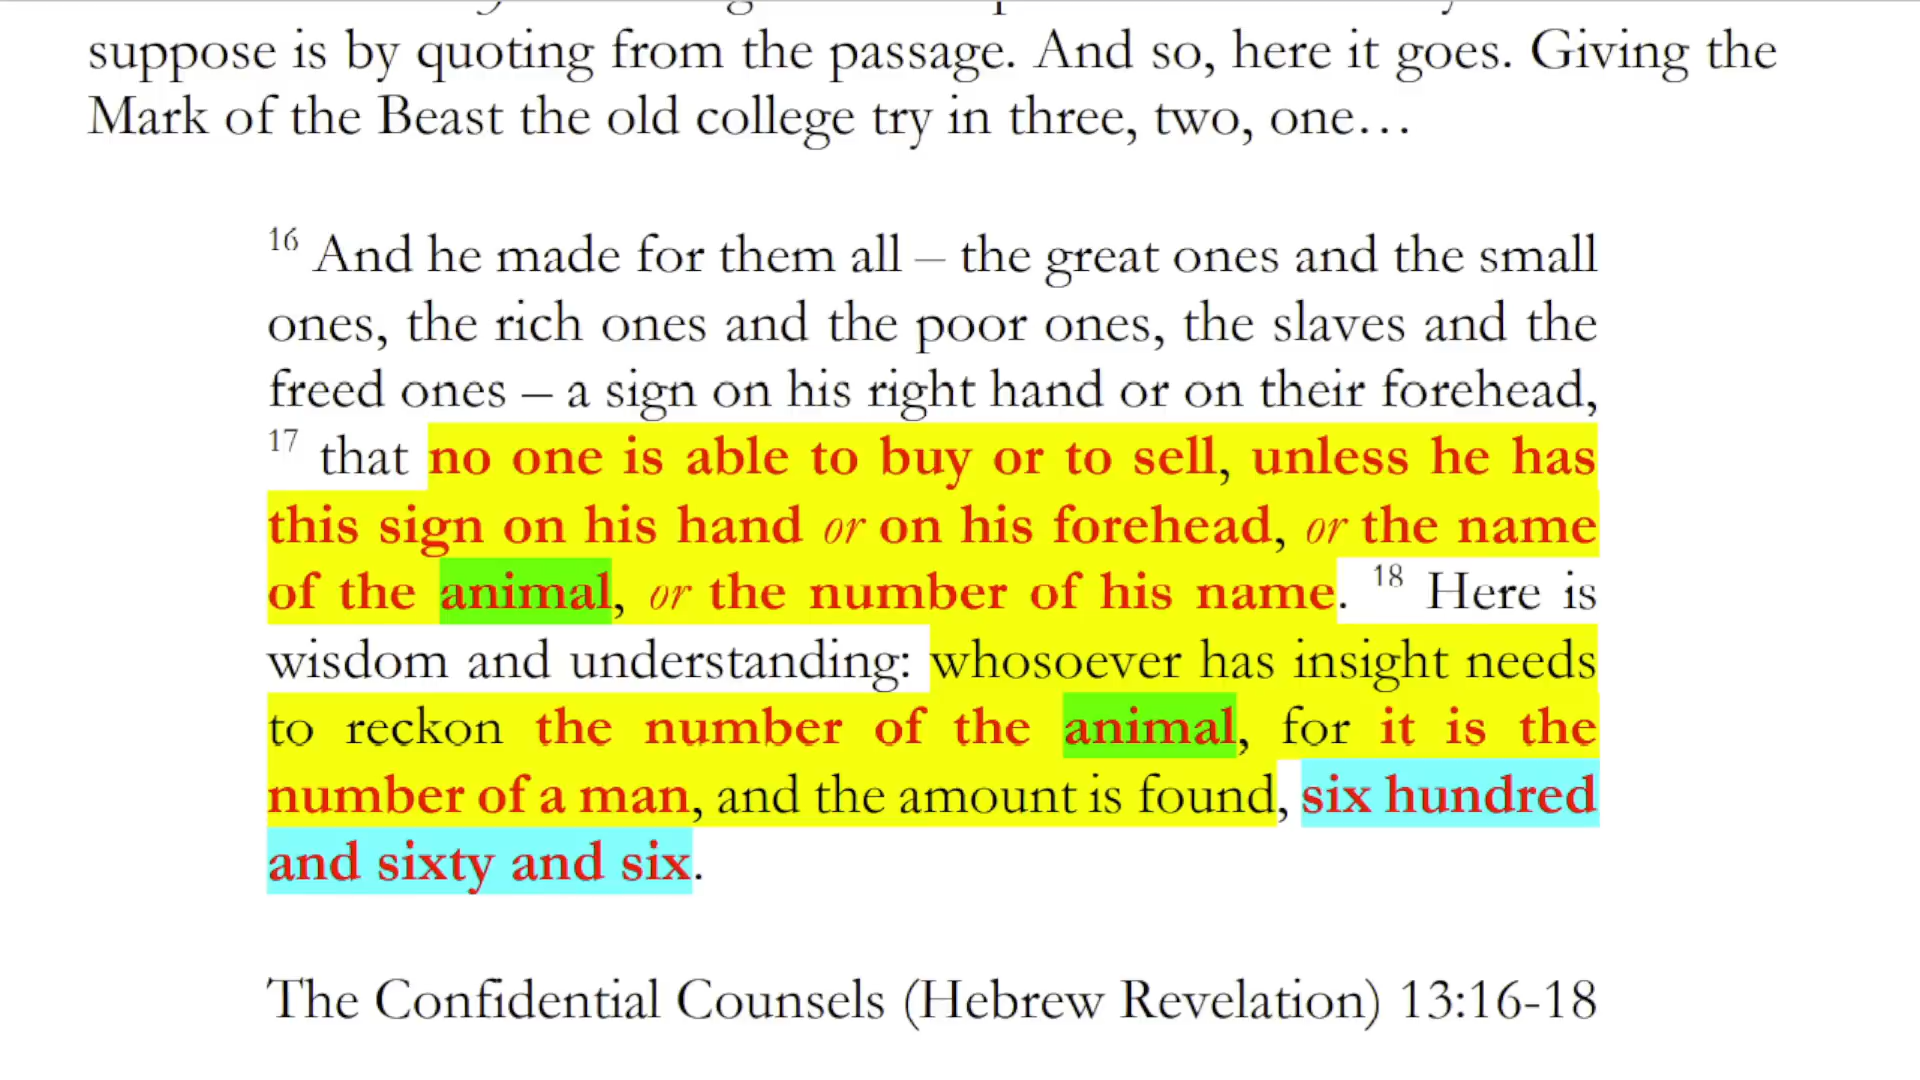 suppose is by quoting from the passage. And so, here it goes. Giving the
Mark of the Beast the old college try in three, two, one…
16 And he made for them all – the great ones and the small
ones, the rich ones and the poor ones, the slaves and the
freed ones – a sign on his right hand or on their forehead,
17 that no one is able to buy or to sell, unless he has
this sign on his hand or on his forehead, or the name
of the animal, or the number of his name. 18 Here is
wisdom and understanding: whosoever has insight needs
to reckon the number of the animal, for it is the
number of a man, and the amount is found, six hundred
and sixty and six.
The Confidential Counsels (Hebrew Revelation) 13:16-18